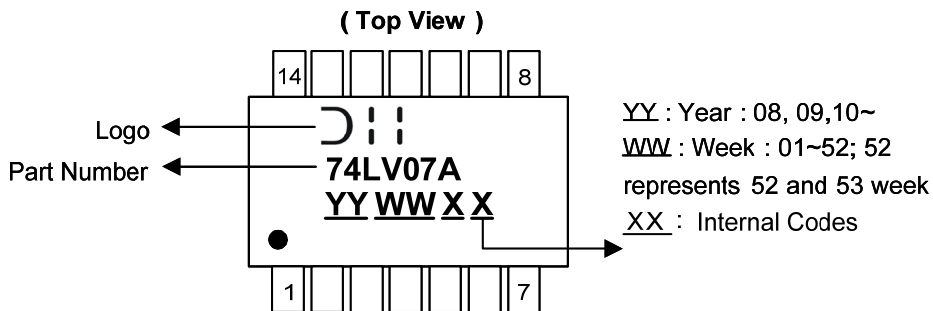 ( Top View )
14 8
Logo
Part Number
74LV07A
YY WW X X
1 7
YY : Year : 08, 09,10~
WW : Week : 01~52; 52
represents 52 and 53 week
XX : Internal Codes